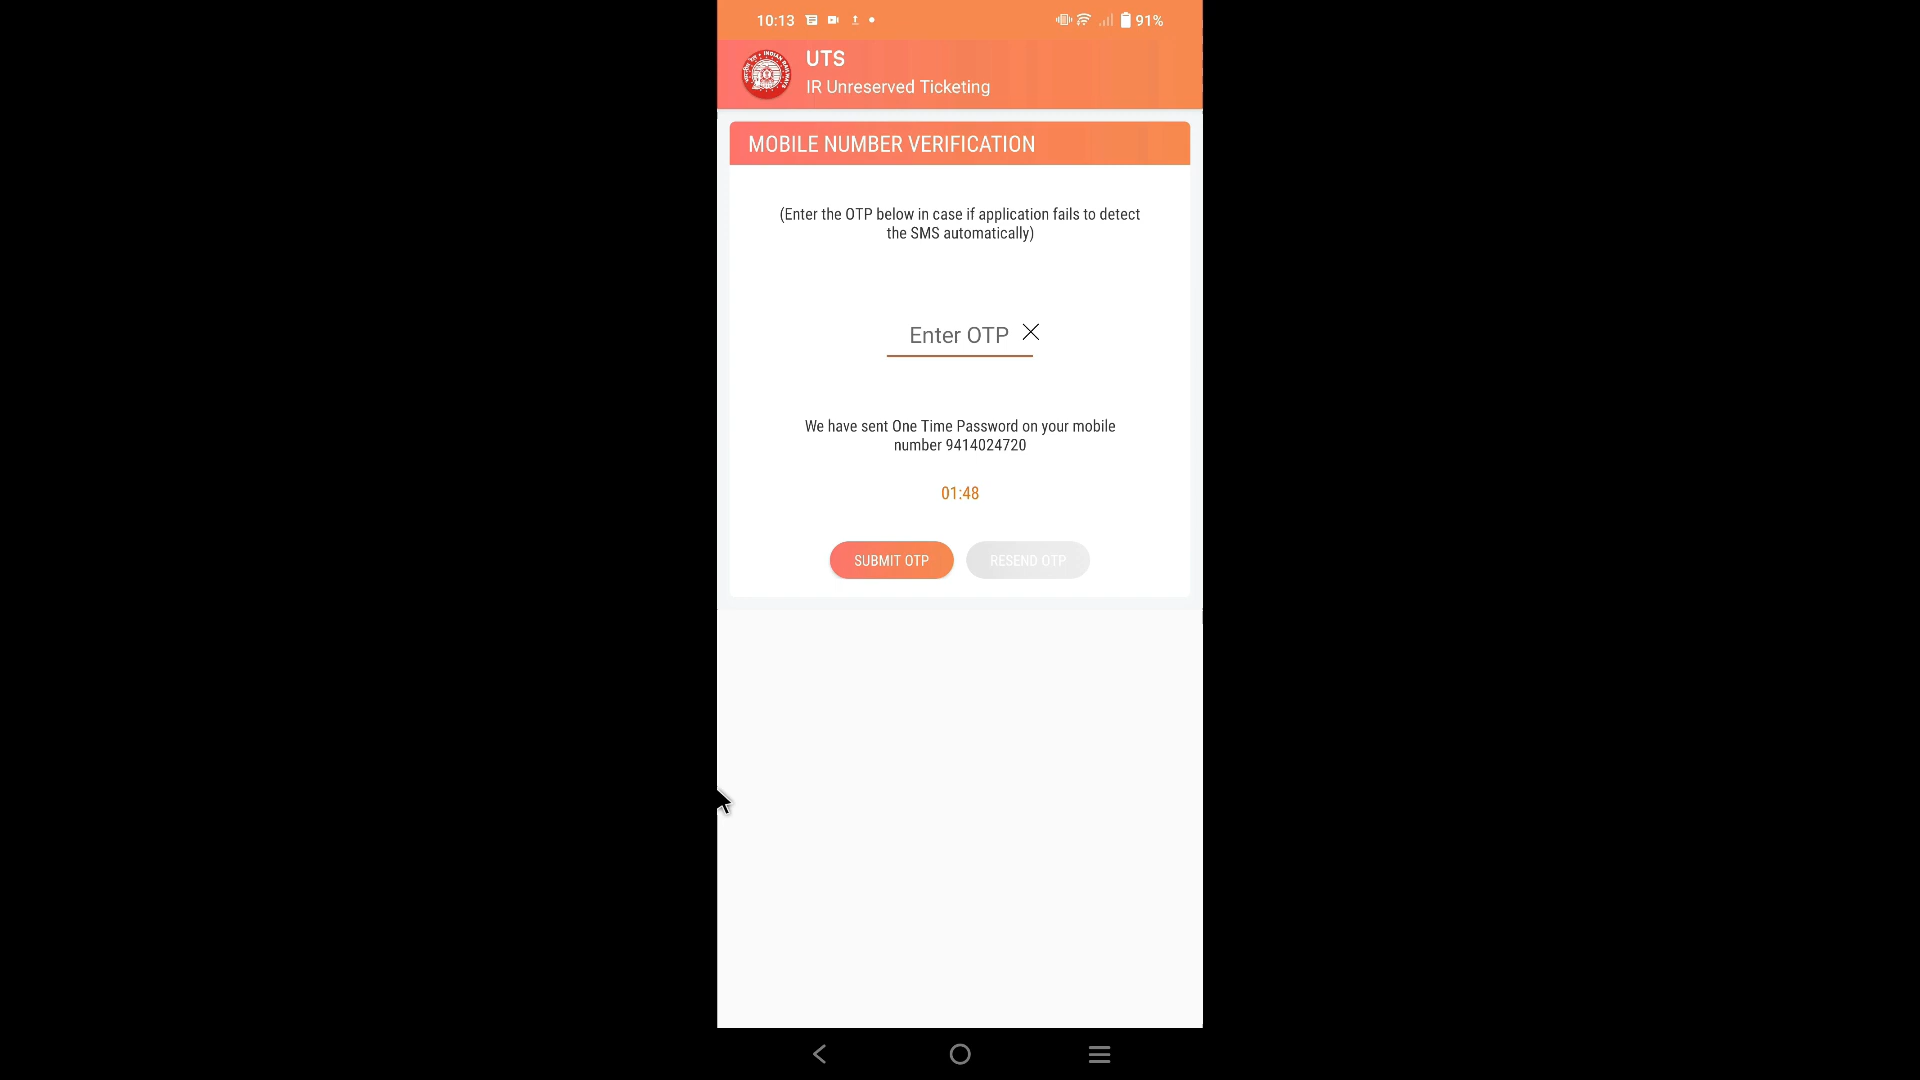 10:13
91%
UTS
IR Unreserved Ticketing
MOBILE NUMBER VERIFICATION
(Enter the OTP below in case if application fails to detect
the SMS automatically)
Enter OTP
We have sent One Time Password on your mobile
number 9414024720
01:48
SUBMIT OTP
RESEND OTP